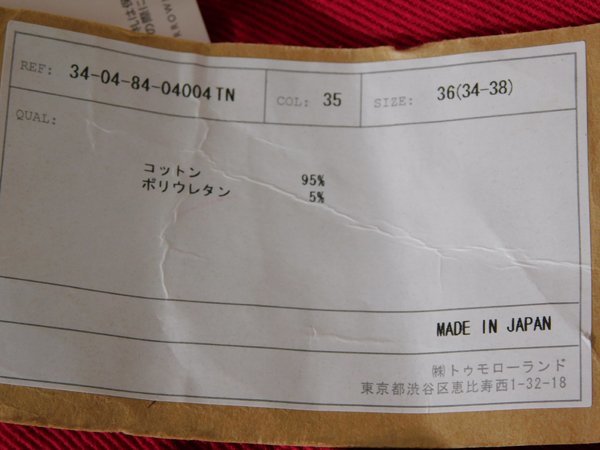 REF: 34-04-84-04004TN COL: 35 SIZE: 36(34-38)
QUAL:
コットン 95%
ポリウレタン 5%
MADE IN JAPAN
㈱トゥモローランド
東京都渋谷区恵比寿西1-32-18